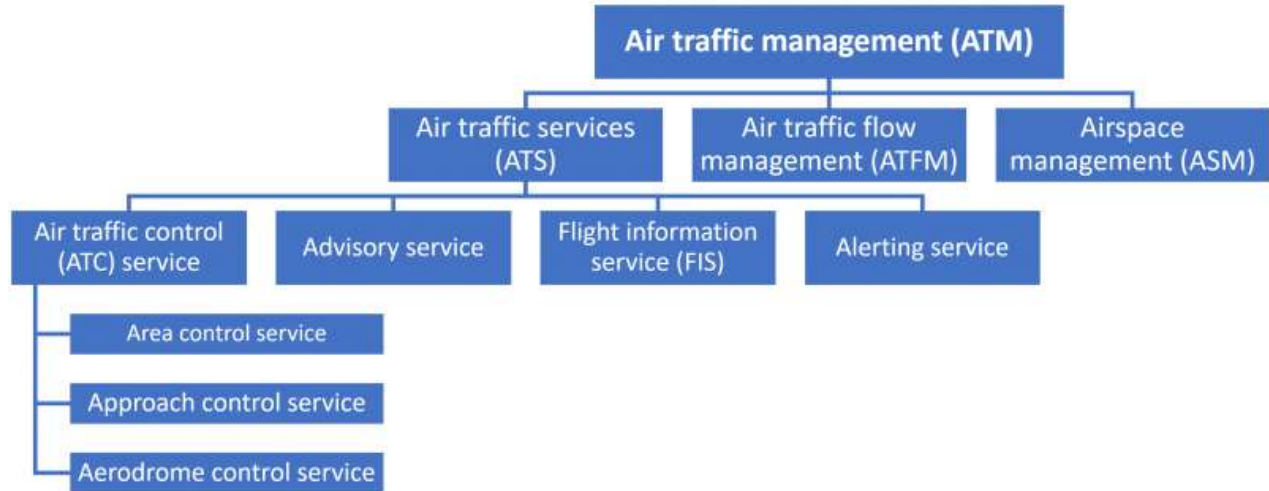 Air traffic management (ATM)
Air traffic services
(ATS)
Air traffic flow
management (ATFM)
Airspace
management (ASM)
Air traffic control
(ATC) service
Advisory service
Flight information
service (FIS)
Alerting service
Area control service
Approach control service
Aerodrome control service